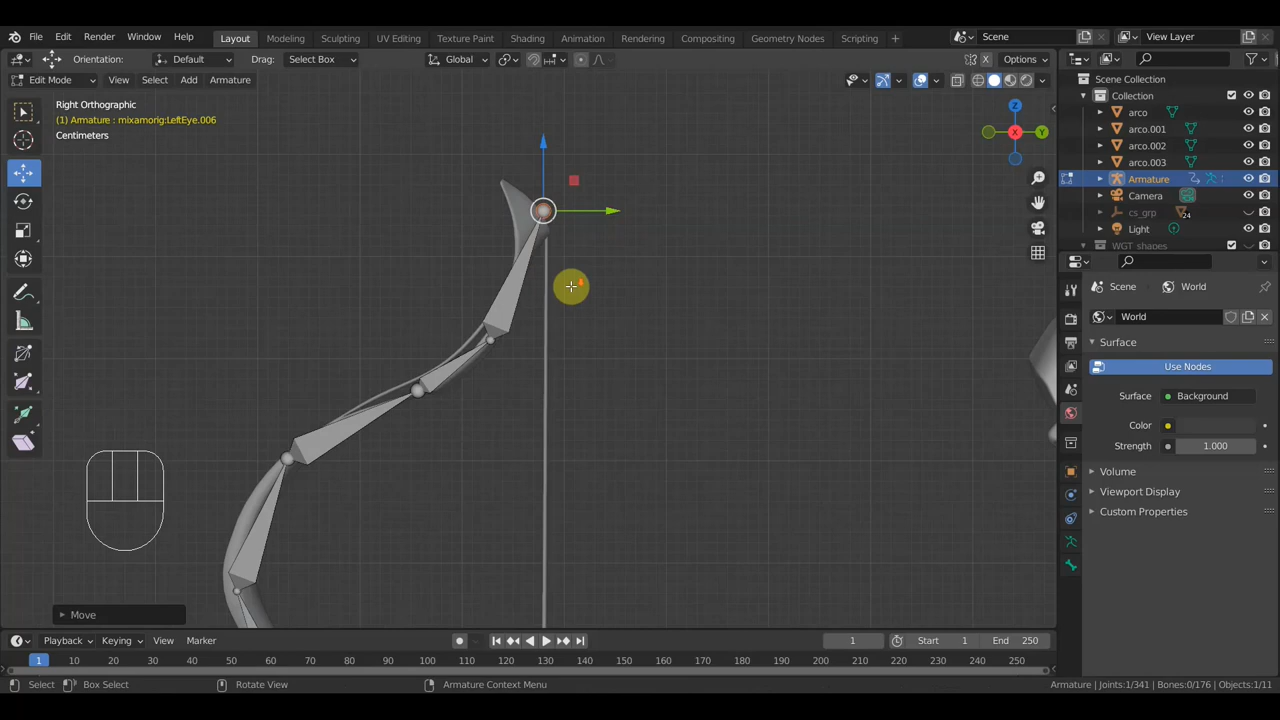 File Edit Render Window Help Layout Modeling Sculpting UV Editing Texture Paint Shading Animation Rendering Compositing Geometry Nodes Scripting + Scene View Layer
Orientation: Default Drag: Select Box Global X Options
Edit Mode View Select Add Armature
Right Orthographic
(1) Armature : mixamorig:LeftEye.006
Centimeters
Z
Y
X
Move
Scene Collection
Collection
arco
arco.001
arco.002
arco.003
Armature
Camera
cs_grp 24
Light
WGT_shapes
Scene World
World
Surface
Use Nodes
Surface Background
Color
Strength 1.000
Volume
Viewport Display
Custom Properties
Playback Keying View Marker 1 Start 1 End 250
1 10 20 30 40 50 60 70 80 90 100 110 120 130 140 150 160 170 180 190 200 210 220 230 240 250
Select Box Select Rotate View Armature Context Menu Armature | Joints:1/341 | Bones:0/176 | Objects:1/11